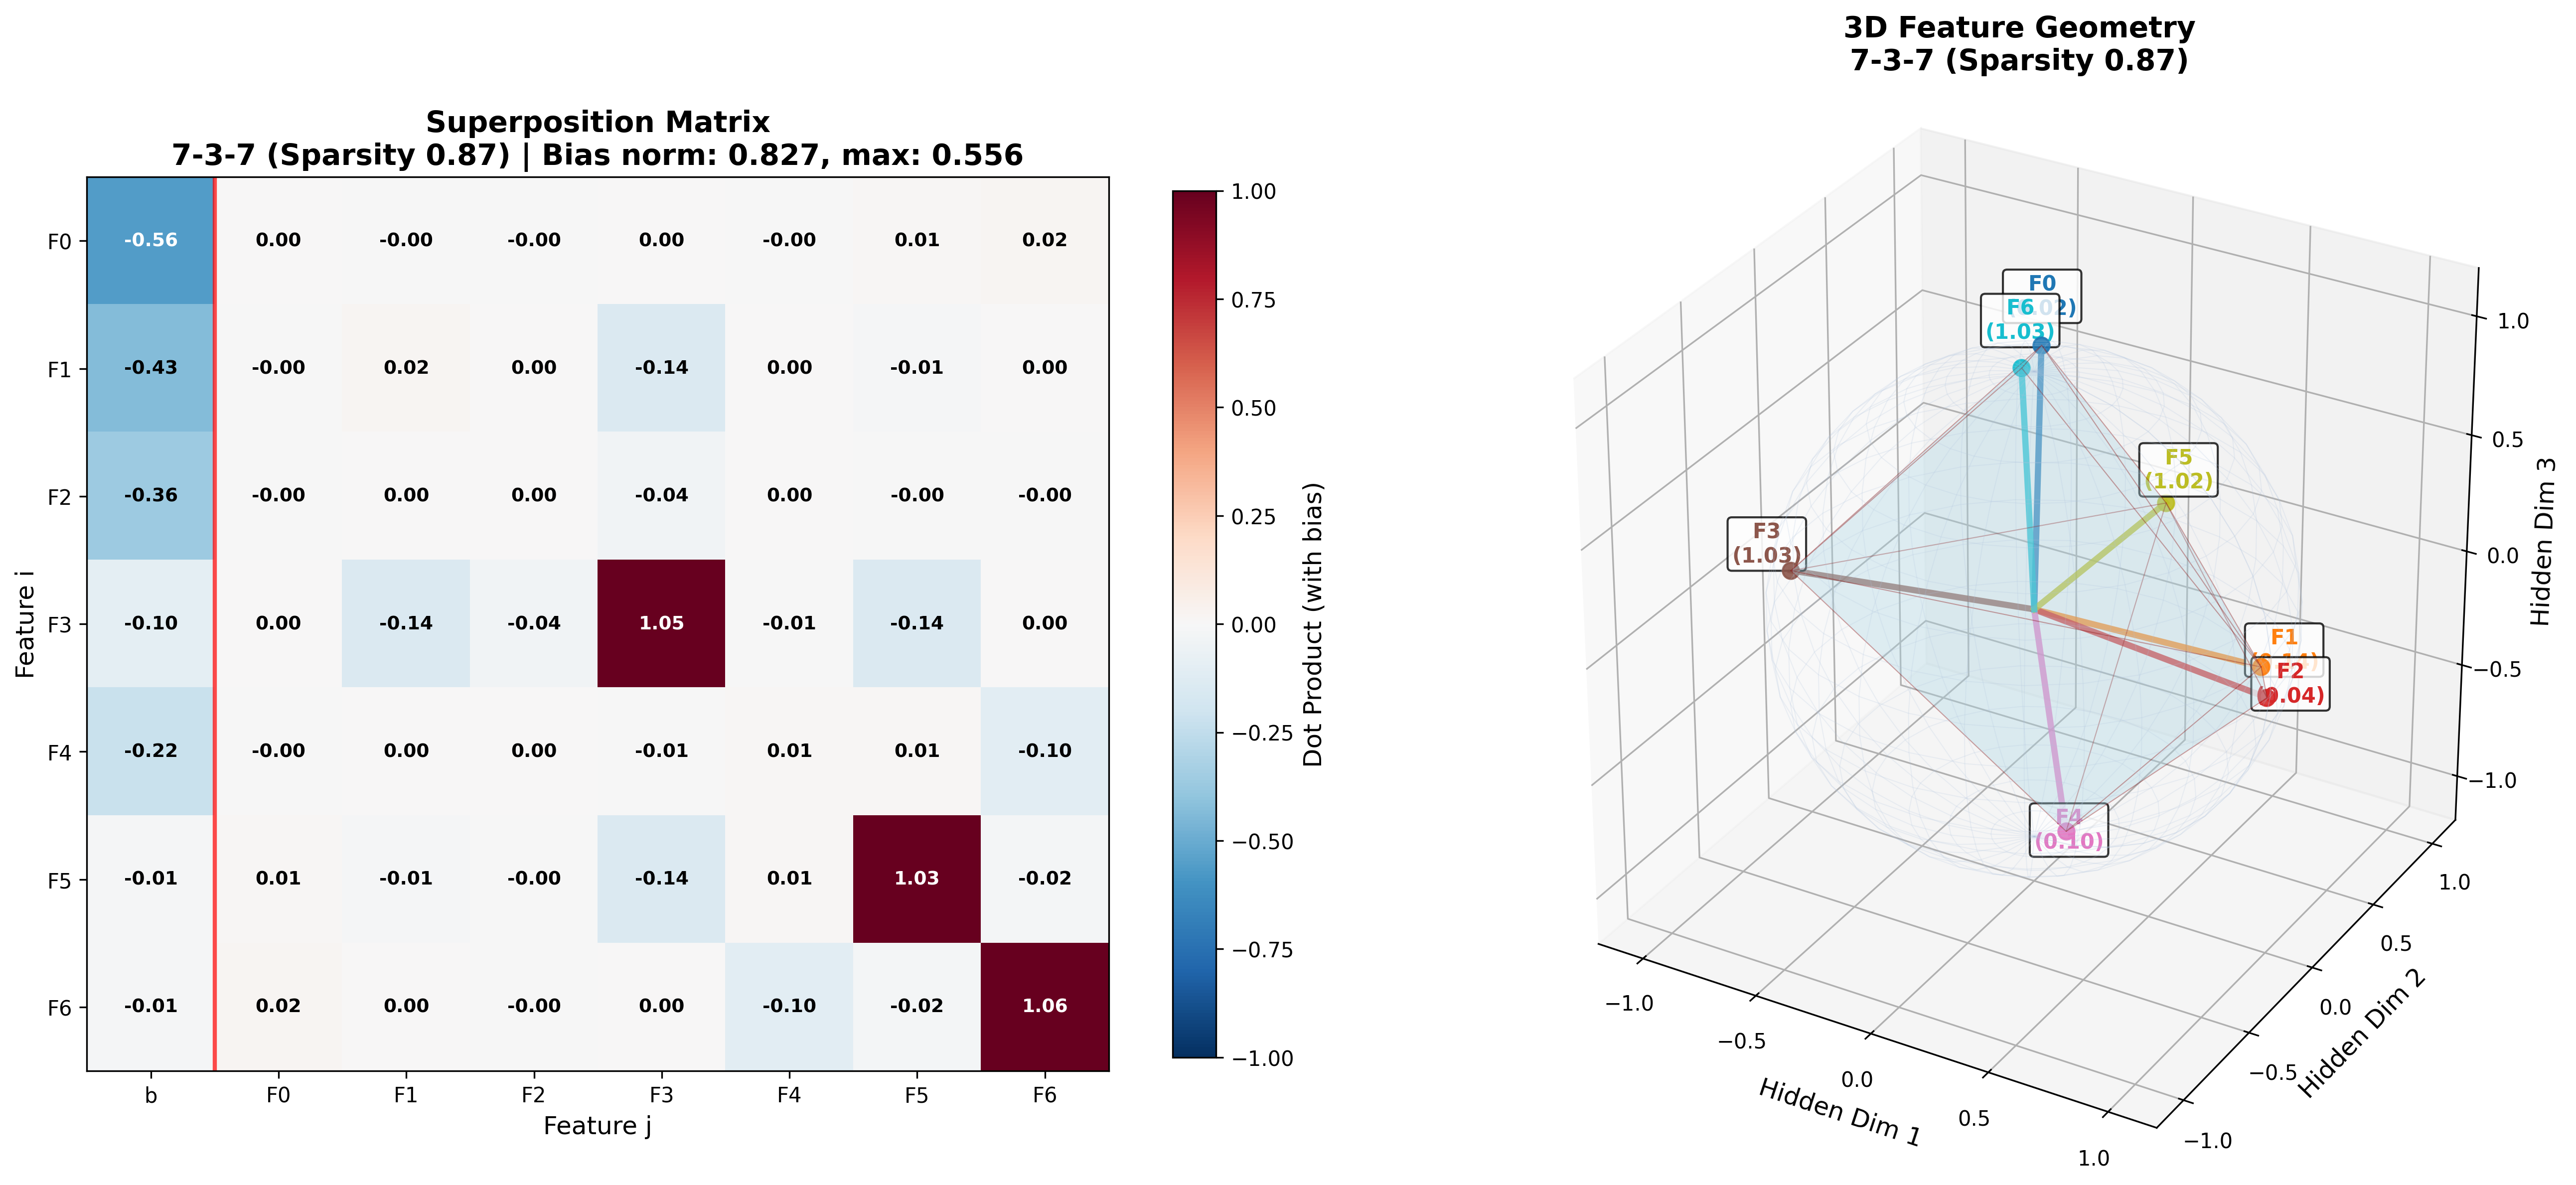 Superposition Matrix
7-3-7 (Sparsity 0.87) | Bias norm: 0.827, max: 0.556
F0 -0.56 0.00 -0.00 -0.00 0.00 -0.00 0.01 0.02
F1 -0.43 -0.00 0.02 0.00 -0.14 0.00 -0.01 0.00
F2 -0.36 -0.00 0.00 0.00 -0.04 0.00 -0.00 -0.00
F3 -0.10 0.00 -0.14 -0.04 1.05 -0.01 -0.14 0.00
F4 -0.22 -0.00 0.00 0.00 -0.01 0.01 0.01 -0.10
F5 -0.01 0.01 -0.01 -0.00 -0.14 0.01 1.03 -0.02
F6 -0.01 0.02 0.00 -0.00 0.00 -0.10 -0.02 1.06
b F0 F1 F2 F3 F4 F5 F6
Feature j
Feature i
1.00
0.75
0.50
0.25
0.00
−0.25
−0.50
−0.75
−1.00
Dot Product (with bias)
3D Feature Geometry
7-3-7 (Sparsity 0.87)
F0
F6
(1.03)
F5
(1.02)
F3
(1.03)
F1
F2
(0.04)
F4
(0.10)
1.0
0.5
0.0
−0.5
−1.0
Hidden Dim 3
−1.0
−0.5
0.0
0.5
1.0
Hidden Dim 1
1.0
0.5
0.0
−0.5
−1.0
Hidden Dim 2